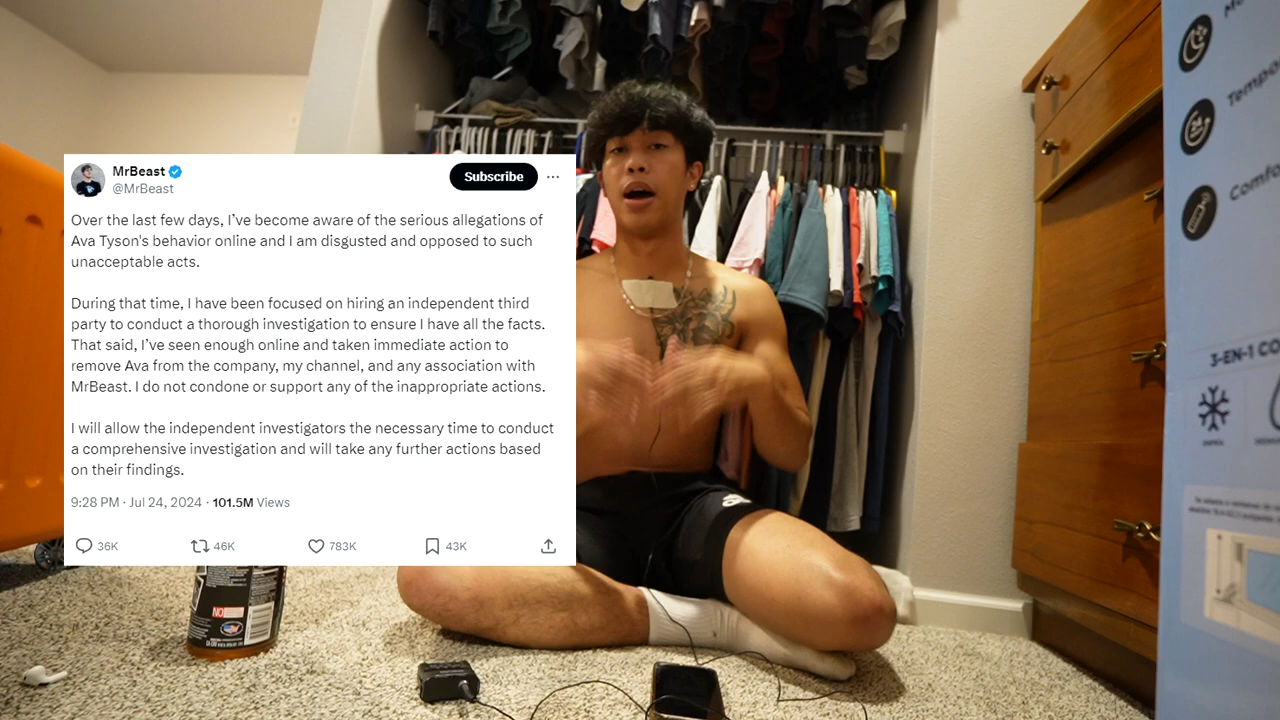 MrBeast
@MrBeast
Subscribe
Over the last few days, I've become aware of the serious allegations of
Ava Tyson's behavior online and I am disgusted and opposed to such
unacceptable acts.
During that time, I have been focused on hiring an independent third
party to conduct a thorough investigation to ensure I have all the facts.
That said, I've seen enough online and taken immediate action to
remove Ava from the company, my channel, and any association with
MrBeast. I do not condone or support any of the inappropriate actions.
I will allow the independent investigators the necessary time to conduct
a comprehensive investigation and will take any further actions based
on their findings.
9:28 PM · Jul 24, 2024 · 101.5M Views
36K
46K
783K
43K
NO
3-EN-1